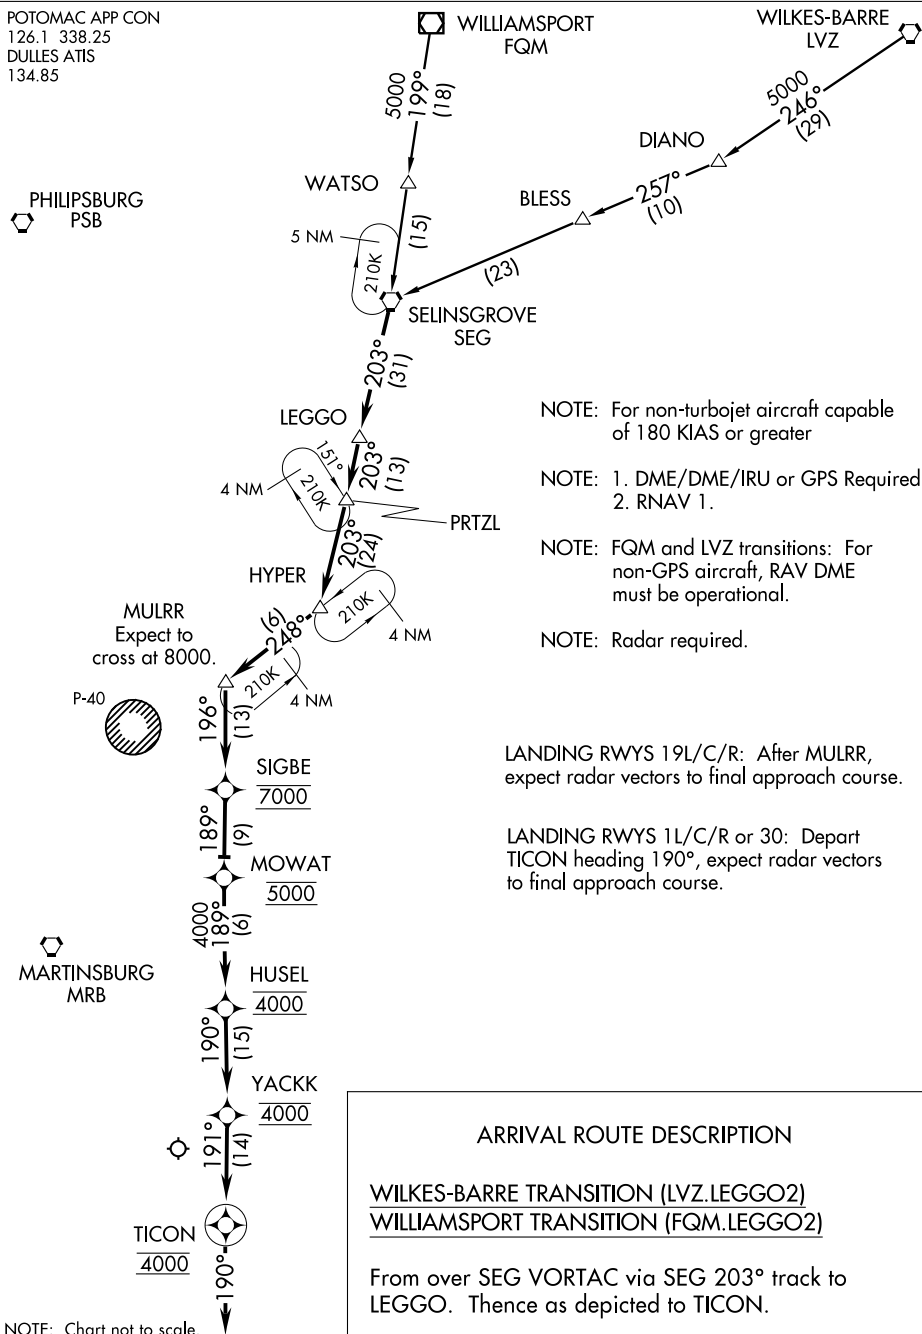 POTOMAC APP CON
126.1 338.25
DULLES ATIS
134.85
WILLIAMSPORT
FQM
WILKES-BARRE
LVZ
5000
199°
(18)
5000
246°
(29)
DIANO
WATSO
BLESS
257°
(10)
PHILIPSBURG
PSB
5 NM
210K
(15)
(23)
SELINSGROVE
SEG
203°
(31)
LEGGO
NOTE: For non-turbojet aircraft capable
of 180 KIAS or greater
151°
203°
(13)
4 NM
210K
NOTE: 1. DME/DME/IRU or GPS Required
2. RNAV 1.
PRTZL
203°
(24)
NOTE: FQM and LVZ transitions: For
non-GPS aircraft, RAV DME
must be operational.
HYPER
210K
4 NM
MULRR
Expect to
cross at 8000.
(6)
248°
NOTE: Radar required.
210K
4 NM
P-40
196°
(13)
LANDING RWYS 19L/C/R: After MULRR,
expect radar vectors to final approach course.
SIGBE
7000
189°
(9)
LANDING RWYS 1L/C/R or 30: Depart
TICON heading 190°, expect radar vectors
to final approach course.
MOWAT
5000
4000
189°
(6)
MARTINSBURG
MRB
HUSEL
4000
190°
(15)
YACKK
4000
191°
(14)
ARRIVAL ROUTE DESCRIPTION
WILKES-BARRE TRANSITION (LVZ.LEGGO2)
WILLIAMSPORT TRANSITION (FQM.LEGGO2)
TICON
4000
190°
From over SEG VORTAC via SEG 203° track to
LEGGO. Thence as depicted to TICON.
NOTE: Chart not to scale.